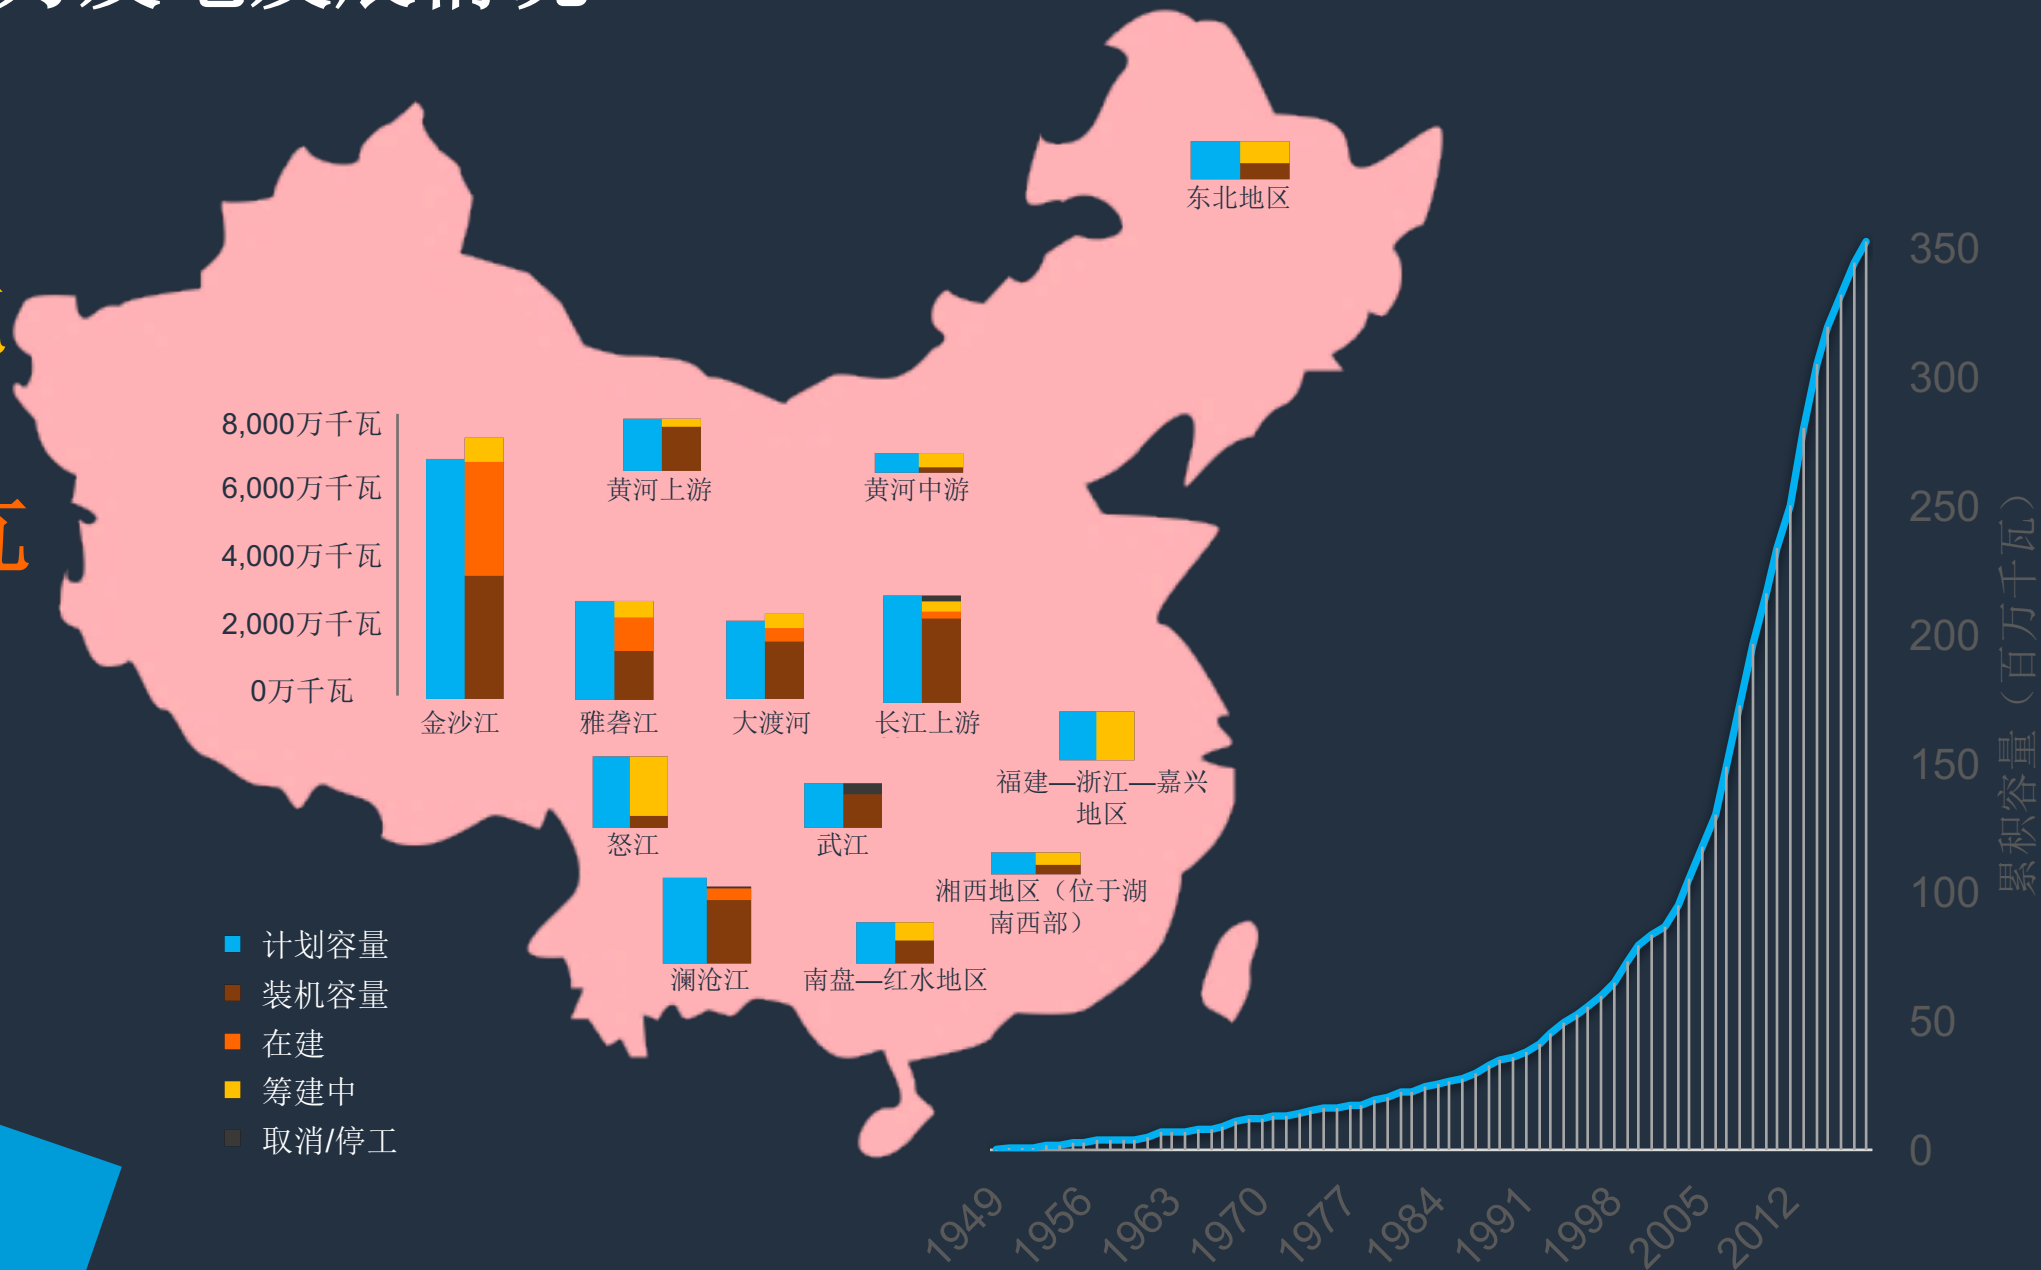 东北地区
8,000万千瓦
6,000万千瓦
4,000万千瓦
2,000万千瓦
0万千瓦
黄河上游
黄河中游
金沙江
雅砻江
大渡河
长江上游
福建—浙江—嘉兴
地区
怒江
武江
湘西地区（位于湖
南西部）
澜沧江
南盘—红水地区
计划容量
装机容量
在建
筹建中
取消/停工
350
300
250
200
150
100
50
0
累积容量（百万千瓦）
1949
1956
1963
1970
1977
1984
1991
1998
2005
2012